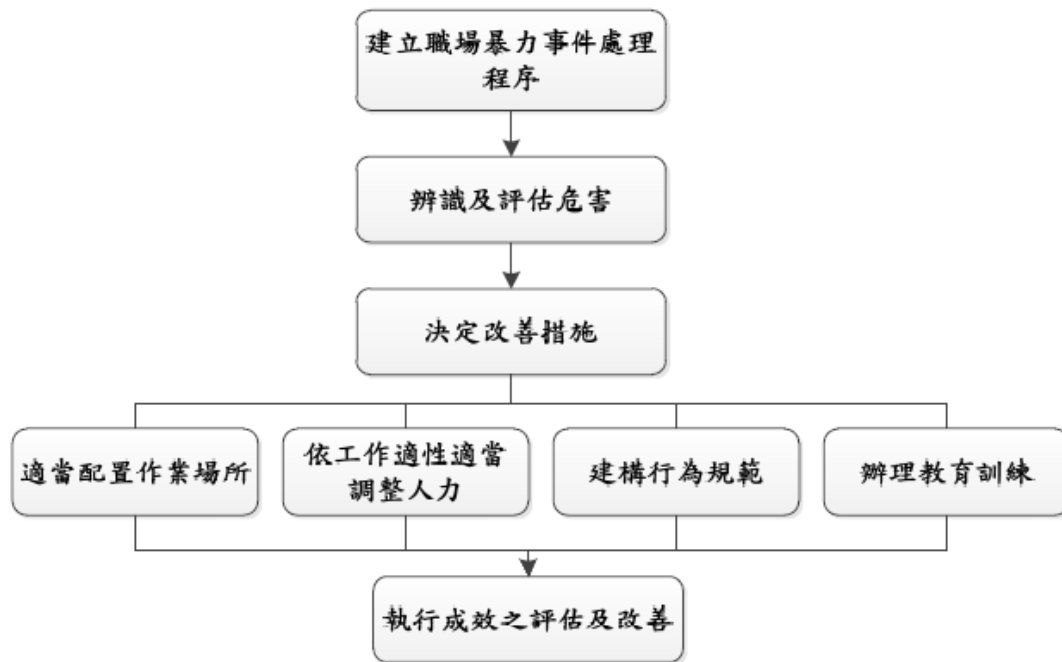 建立職場暴力事件處理
程序
辨識及評估危害
決定改善措施
適當配置作業場所
依工作適性適當
調整人力
建構行為規範
辦理教育訓練
執行成效之評估及改善